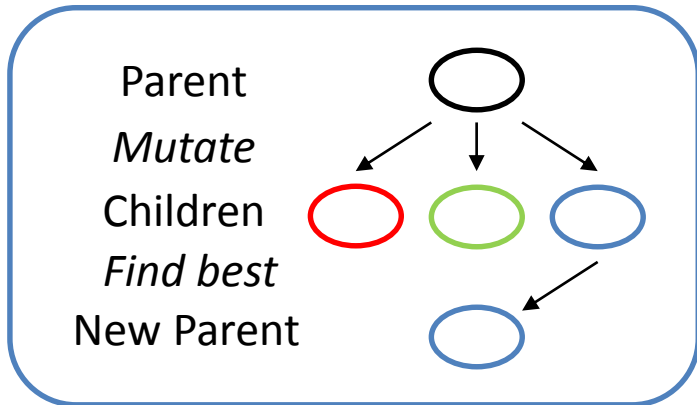 Parent
Mutate
Children
Find best
New Parent